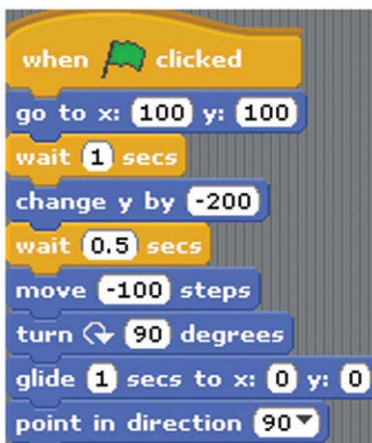 when clicked
go to x: 100 y: 100
wait 1 secs
change y by -200
wait 0.5 secs
move -100 steps
turn 90 degrees
glide 1 secs to x: 0 y: 0
point in direction 90